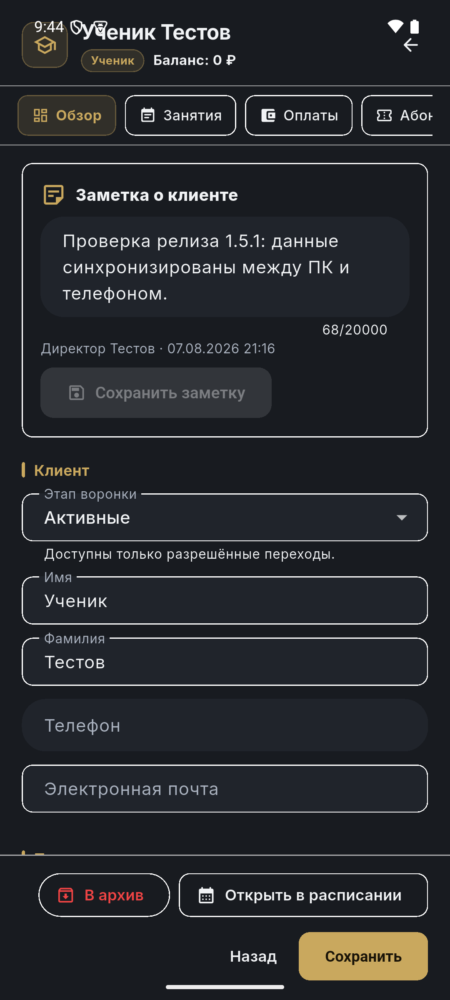 9:44
Ученик Тестов
Ученик
Баланс: 0 ₽
Обзор
Занятия
Оплаты
Абон
Заметка о клиенте
Проверка релиза 1.5.1: данные
синхронизированы между ПК и
телефоном.
68/20000
Директор Тестов · 07.08.2026 21:16
Сохранить заметку
Клиент
Этап воронки
Активные
Доступны только разрешённые переходы.
Имя
Ученик
Фамилия
Тестов
Телефон
Электронная почта
В архив
Открыть в расписании
Назад
Сохранить